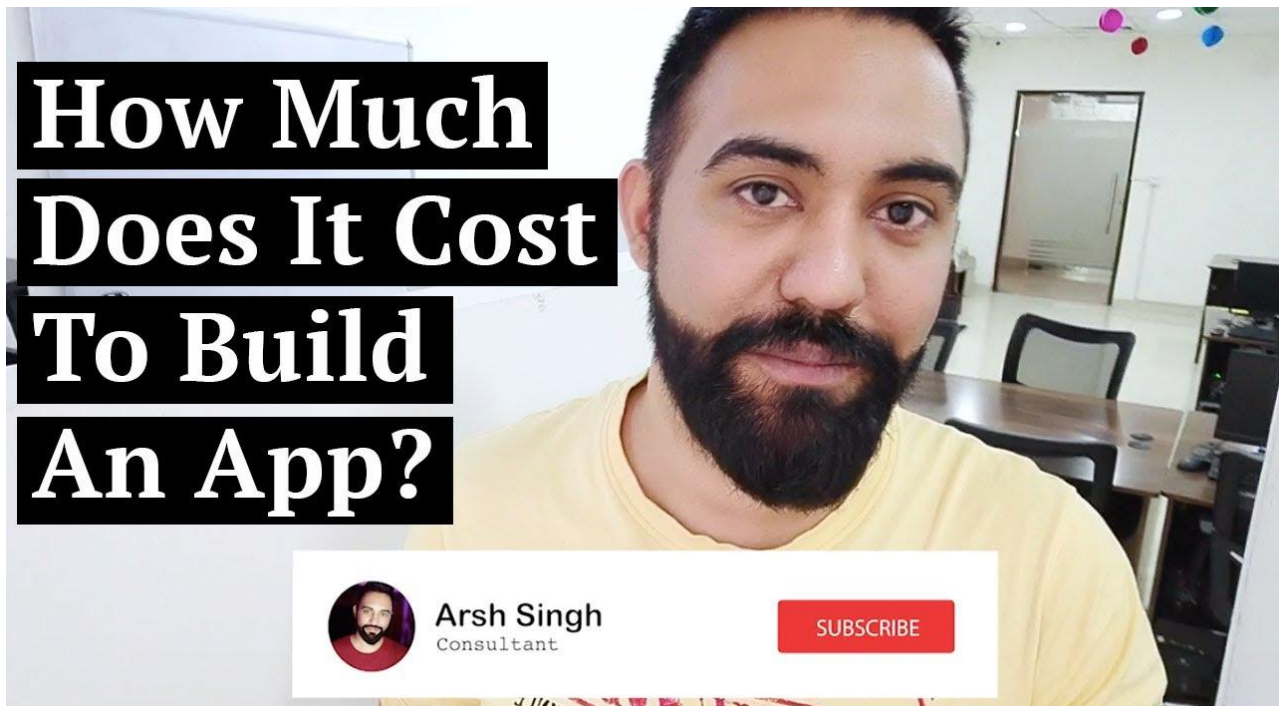 How Much
Does It Cost
To Build
An App?
Arsh Singh
Consultant
SUBSCRIBE